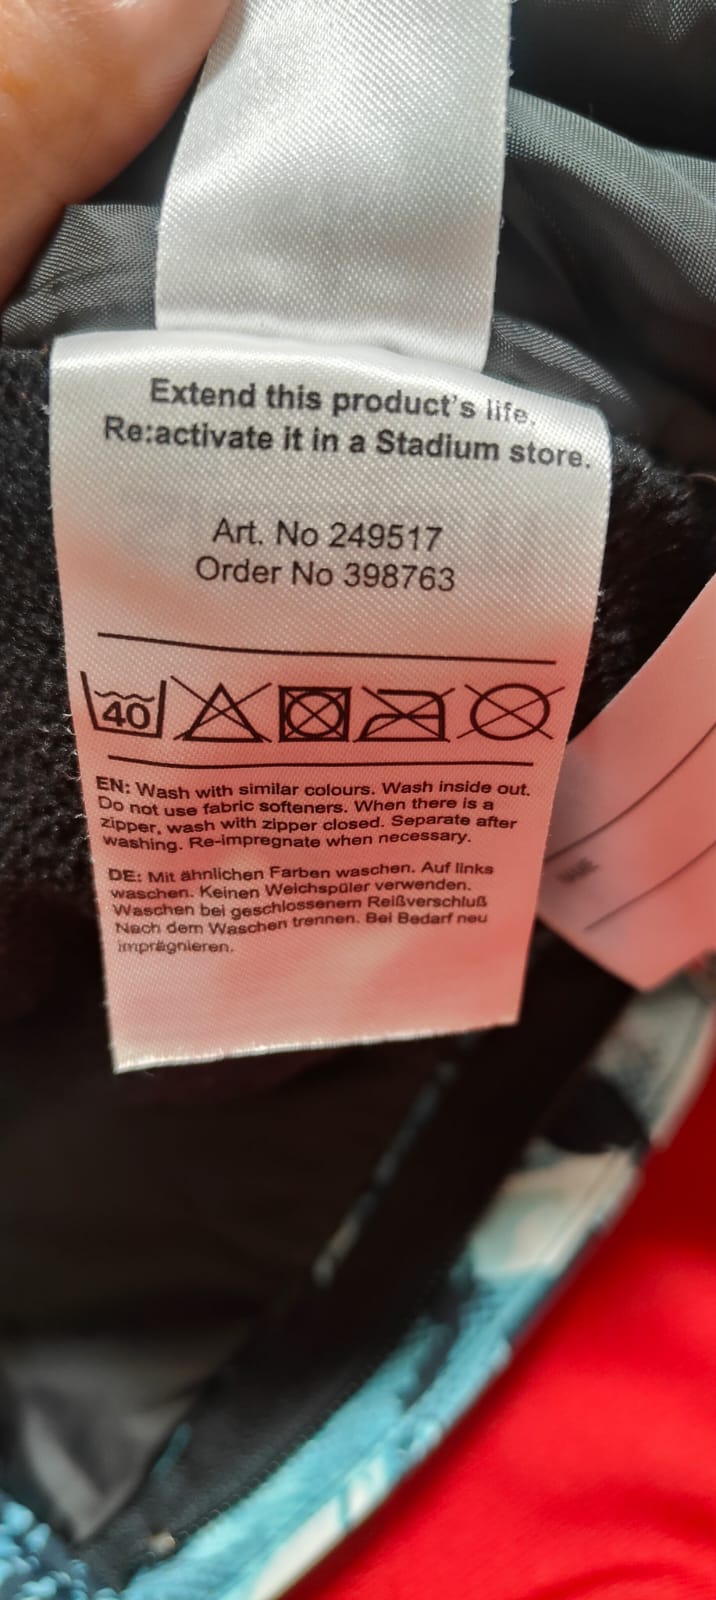 Extend this product's life.
Re:activate it in a Stadium store.
Art. No 249517
Order No 398763
40
EN: Wash with similar colours. Wash inside out.
Do not use fabric softeners. When there is a
zipper, wash with zipper closed. Separate after
washing. Re-impregnate when necessary.
DE: Mit ähnlichen Farben waschen. Auf links
waschen. Keinen Weichspüler verwenden.
Waschen bei geschlossenem Reißverschluß
Nach dem Waschen trennen. Bei Bedarf neu
imprägnieren.